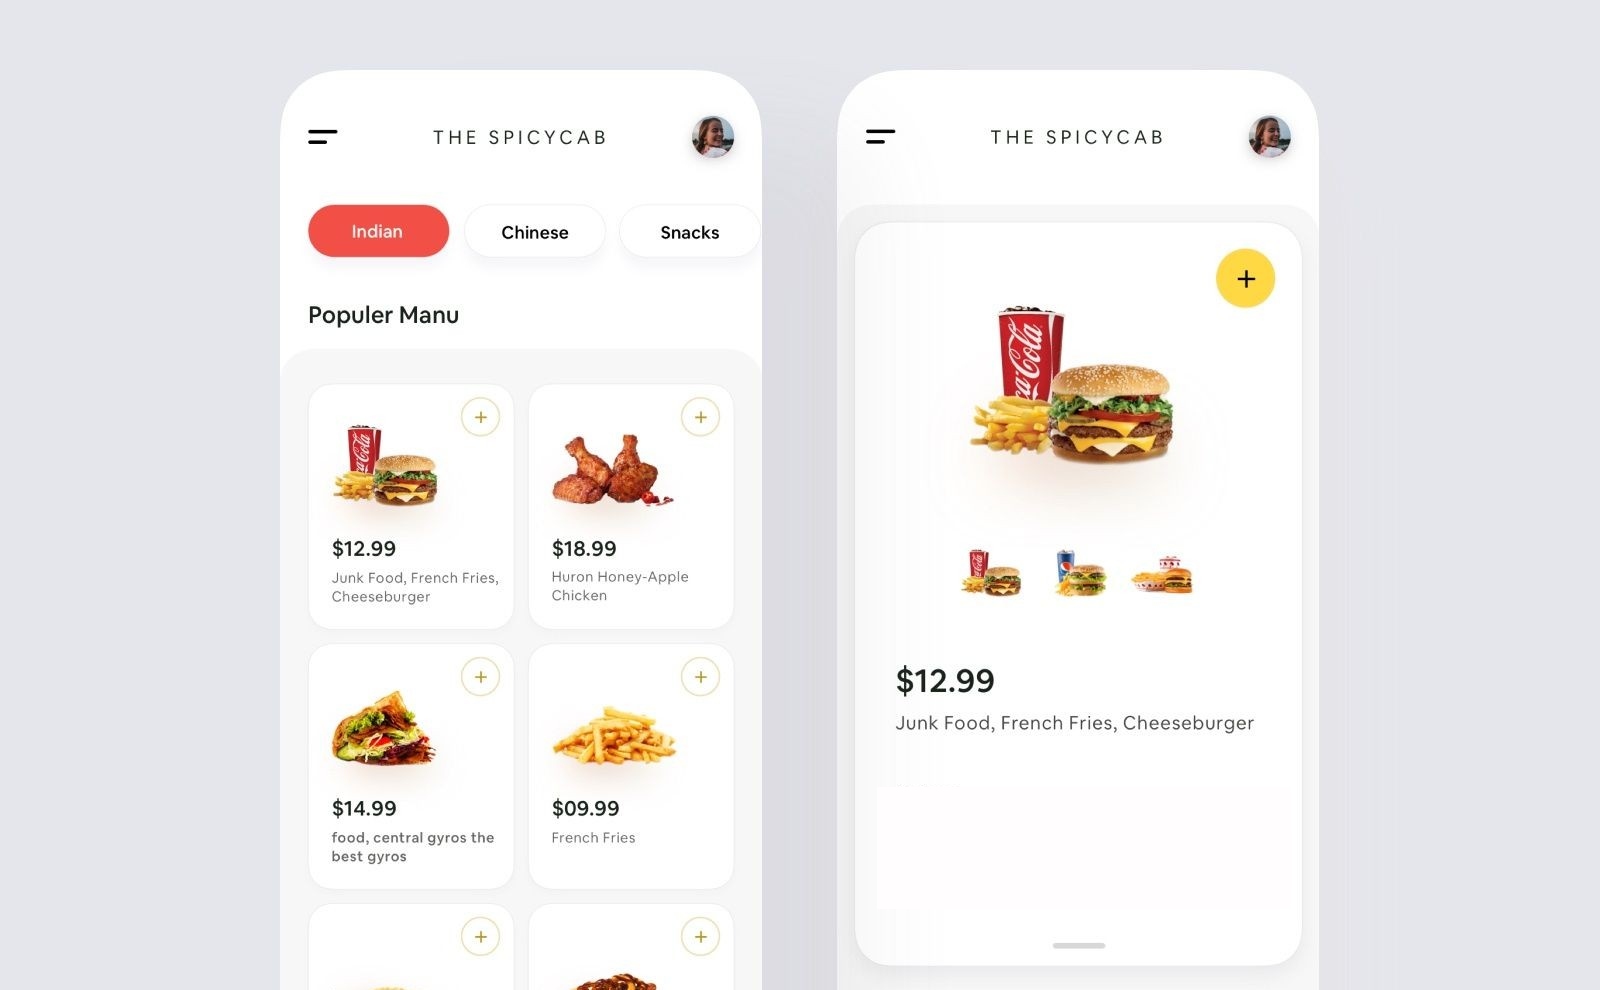 THE SPICYCAB
Indian
Chinese
Snacks
Populer Manu
$12.99
Junk Food, French Fries,
Cheeseburger
$18.99
Huron Honey-Apple
Chicken
$14.99
food, central gyros the
best gyros
$09.99
French Fries
THE SPICYCAB
$12.99
Junk Food, French Fries, Cheeseburger